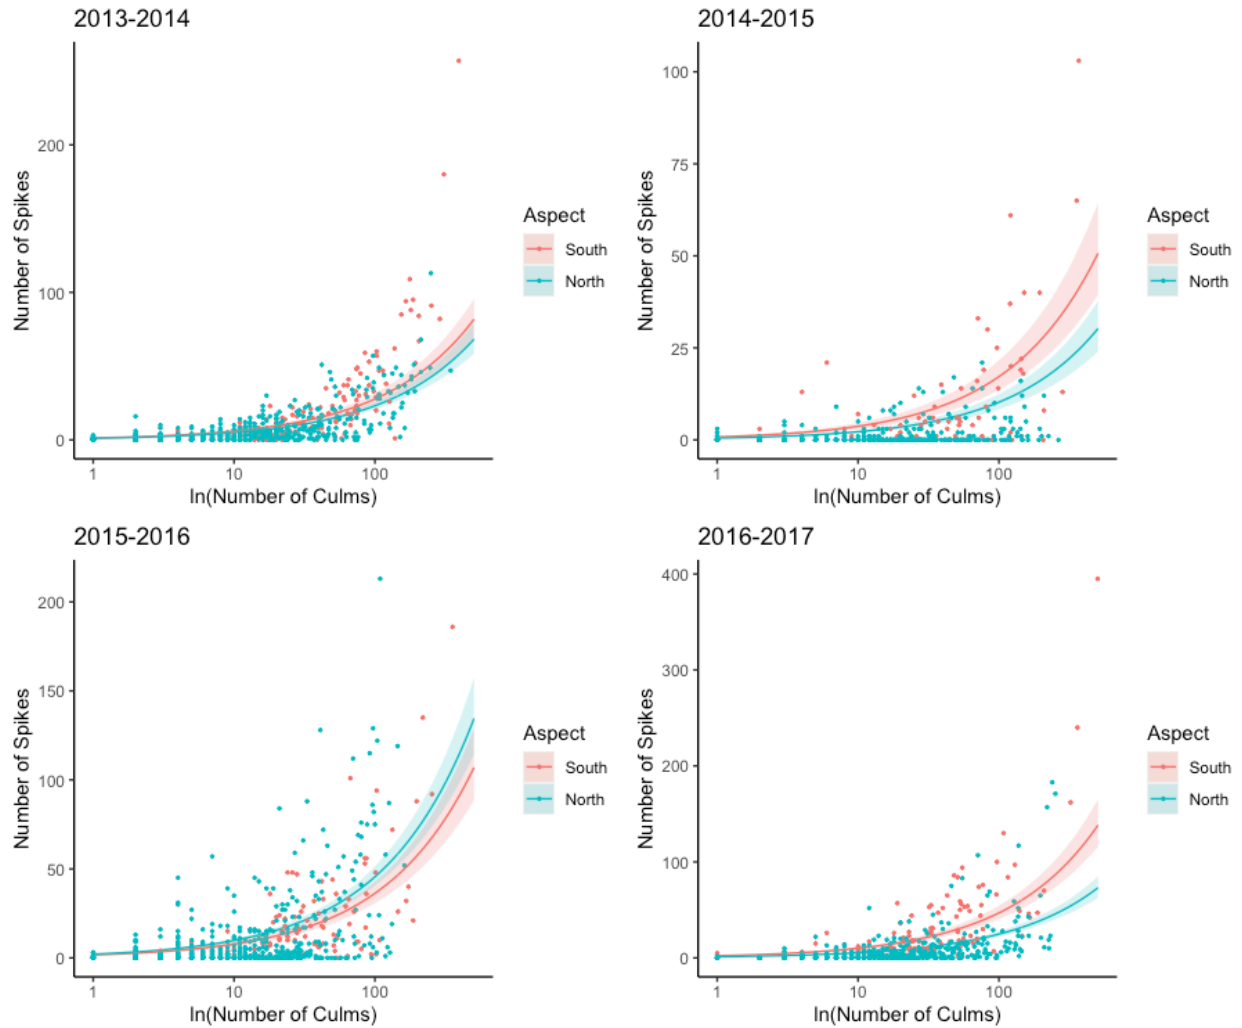 2013-2014
200
100
0
Number of Spikes
1 10 100
ln(Number of Culms)
Aspect
South
North
2014-2015
100
75
50
25
0
Number of Spikes
1 10 100
ln(Number of Culms)
Aspect
South
North
2015-2016
200
150
100
50
0
Number of Spikes
1 10 100
ln(Number of Culms)
Aspect
South
North
2016-2017
400
300
200
100
0
Number of Spikes
1 10 100
ln(Number of Culms)
Aspect
South
North